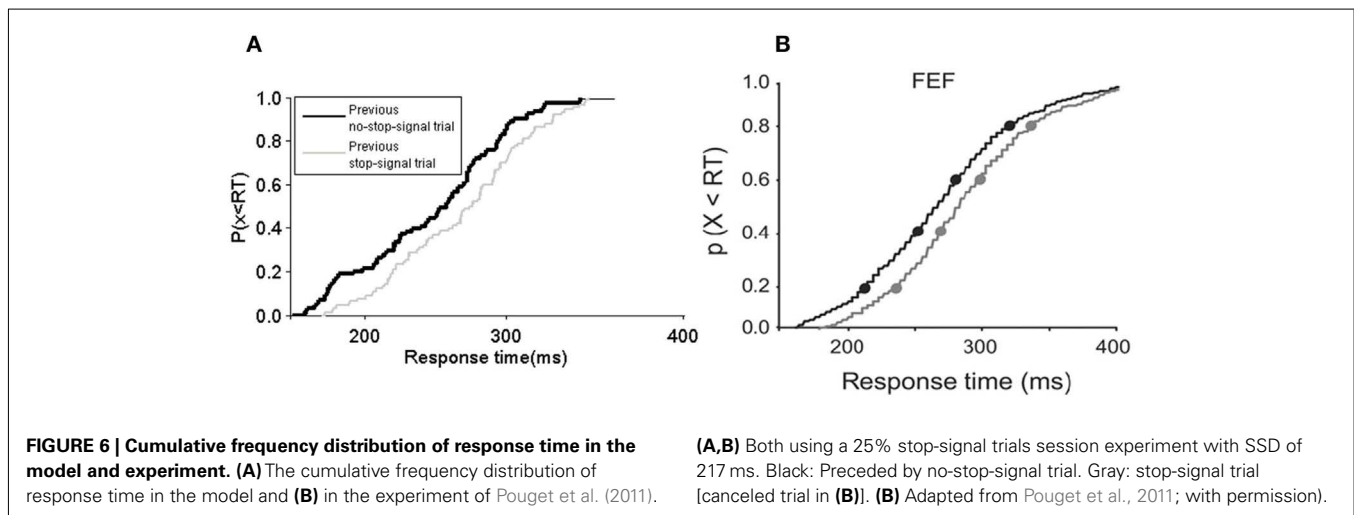 A
1.0
0.8
0.6
0.4
0.2
0.0
P(x<RT)
Previous
no-stop-signal trial
Previous
stop-signal trial
200
300
400
Response time(ms)
B
FEF
1.0
0.8
0.6
0.4
0.2
0.0
p (X < RT)
200
300
400
Response time (ms)
FIGURE 6 | Cumulative frequency distribution of response time in the
model and experiment. (A) The cumulative frequency distribution of
response time in the model and (B) in the experiment of Pouget et al. (2011).
(A,B) Both using a 25% stop-signal trials session experiment with SSD of
217 ms. Black: Preceded by no-stop-signal trial. Gray: stop-signal trial
[canceled trial in (B)]. (B) Adapted from Pouget et al., 2011; with permission).